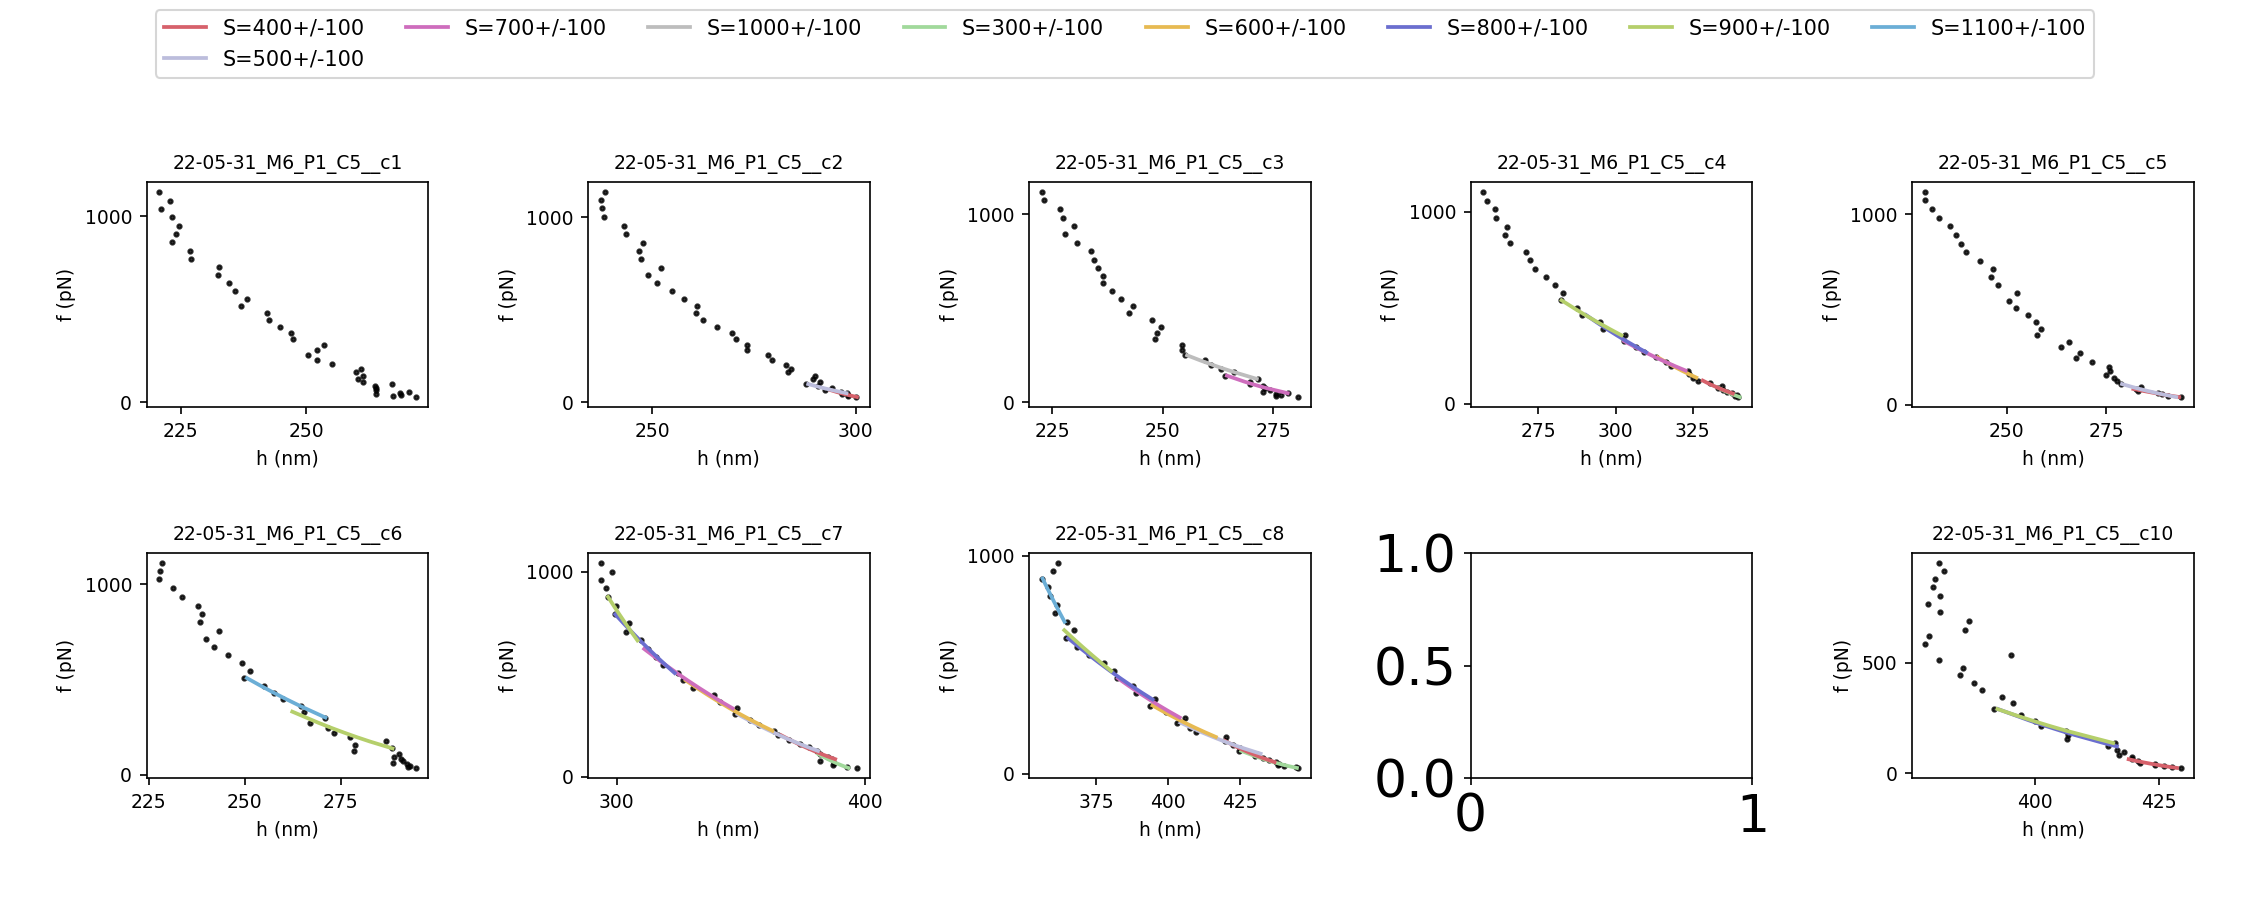 S=400+/-100 S=700+/-100 S=1000+/-100 S=300+/-100 S=600+/-100 S=800+/-100 S=900+/-100 S=1100+/-100
S=500+/-100
22-05-31_M6_P1_C5__c1
1000
0
f (pN)
225 250
h (nm)
22-05-31_M6_P1_C5__c2
1000
0
f (pN)
250 300
h (nm)
22-05-31_M6_P1_C5__c3
1000
0
f (pN)
225 250 275
h (nm)
22-05-31_M6_P1_C5__c4
1000
0
f (pN)
275 300 325
h (nm)
22-05-31_M6_P1_C5__c5
1000
0
f (pN)
250 275
h (nm)
22-05-31_M6_P1_C5__c6
1000
0
f (pN)
225 250 275
h (nm)
22-05-31_M6_P1_C5__c7
1000
0
f (pN)
300 400
h (nm)
22-05-31_M6_P1_C5__c8
1000
0
f (pN)
375 400 425
h (nm)
1.0
0.5
0.0
0 1
22-05-31_M6_P1_C5__c10
500
0
f (pN)
400 425
h (nm)